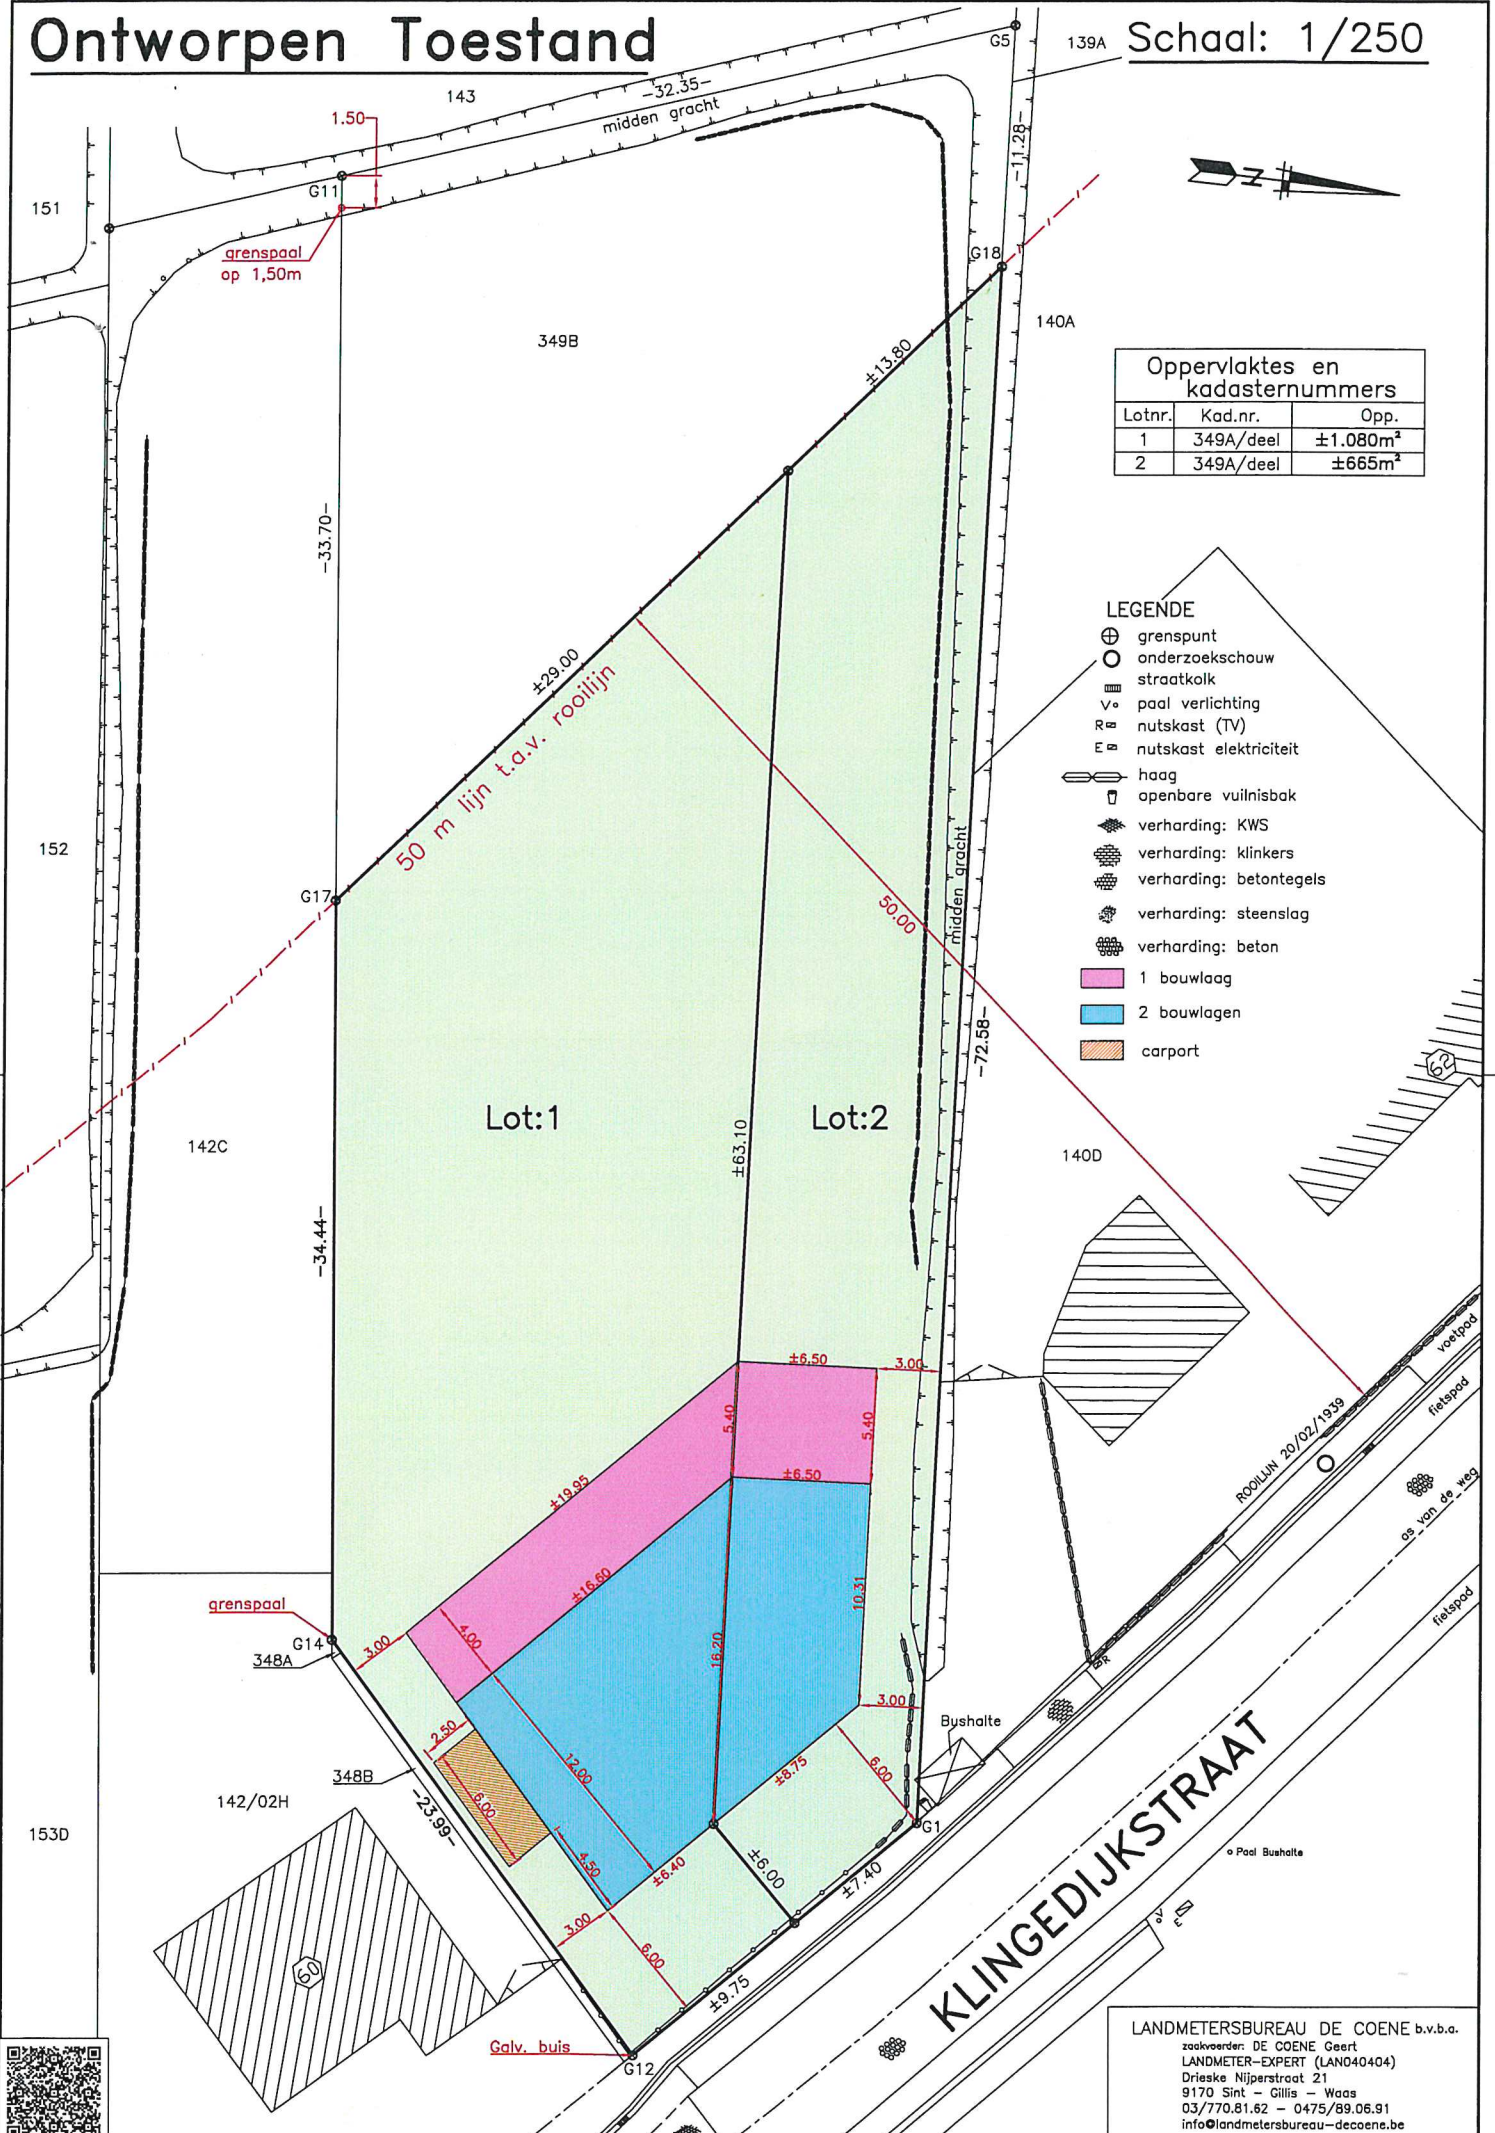 Ontworpen Toestand
Schaal: 1/250
G5
139A
143
-32.35-
midden gracht
1.50
-11.28-
G11
151
grenspaal
op 1,50m
N
G18
349B
140A
±13.80
Oppervlaktes en
kadasternummers
Lotnr. Kad.nr. Opp.
1 349A/deel ±1.080m²
2 349A/deel ±665m²
-33.70-
LEGENDE
grenspunt
onderzoekschouw
straatkolk
V paal verlichting
R nutskast (TV)
E nutskast elektriciteit
haag
openbare vuilnisbak
verharding: KWS
verharding: klinkers
verharding: betontegels
verharding: steenslag
verharding: beton
1 bouwlaag
2 bouwlagen
carport
±29.00
50 m lijn t.a.v. rooilijn
152
G17
50.00
midden gracht
-72.58-
62
Lot:1
Lot:2
142C
±63.10
140D
-34.44-
±6.50
3.00
voetpad
fietspad
5.40
5.40
ROOILIJN 20/02/1939
±6.50
±19.95
as van de weg
±16.60
10.31
fietspad
grenspaal
G14
348A
3.00
4.00
16.20
R
3.00
2.50
Bushalte
348B
12.00
±8.75
6.00
142/02H
6.00
-23.99-
153D
G1
4.50
±6.40
±6.00
±7.40
Paal Bushalte
V
E
3.00
6.00
60
±9.75
KLINGEDIJKSTRAAT
Galv. buis
G12
LANDMETERSBUREAU DE COENE b.v.b.a.
zaakvoerder: DE COENE Geert
LANDMETER-EXPERT (LAN040404)
Drieske Nijperstraat 21
9170 Sint - Gillis - Waas
03/770.81.62 - 0475/89.06.91
info@landmetersbureau-decoene.be